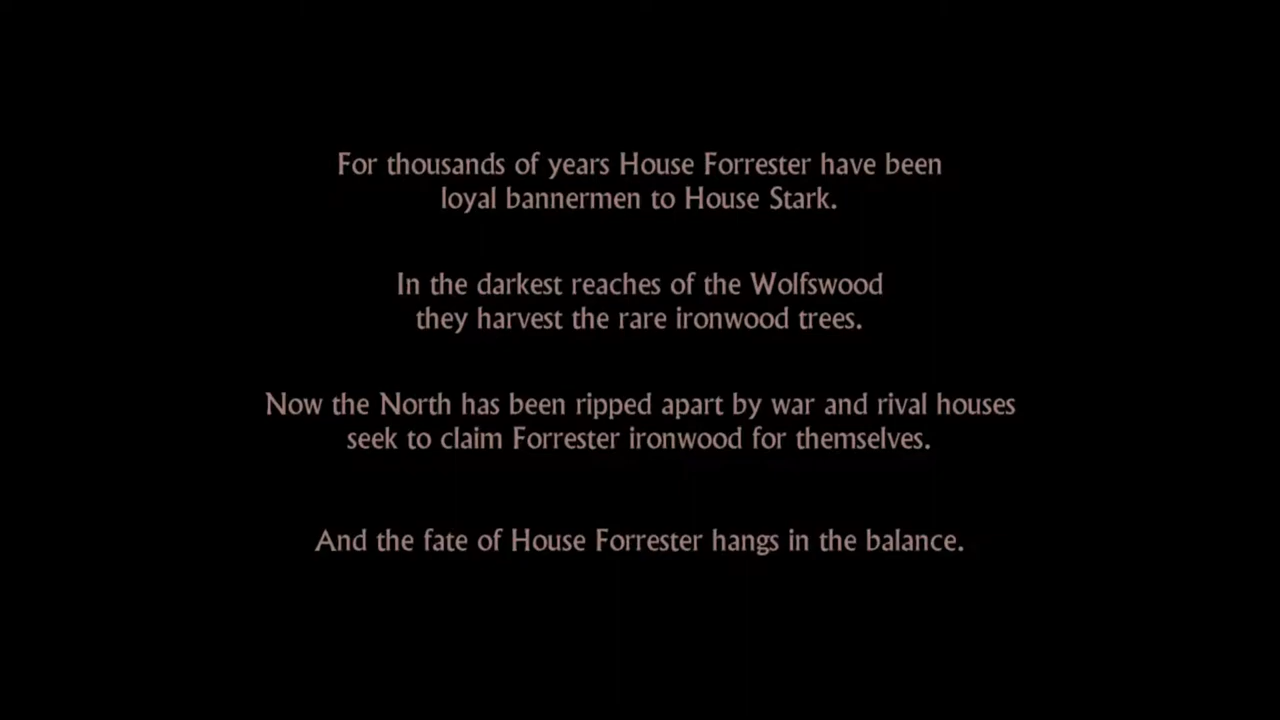 For thousands of years House Forrester have been
loyal bannermen to House Stark.
In the darkest reaches of the Wolfswood
they harvest the rare ironwood trees.
Now the North has been ripped apart by war and rival houses
seek to claim Forrester ironwood for themselves.
And the fate of House Forrester hangs in the balance.